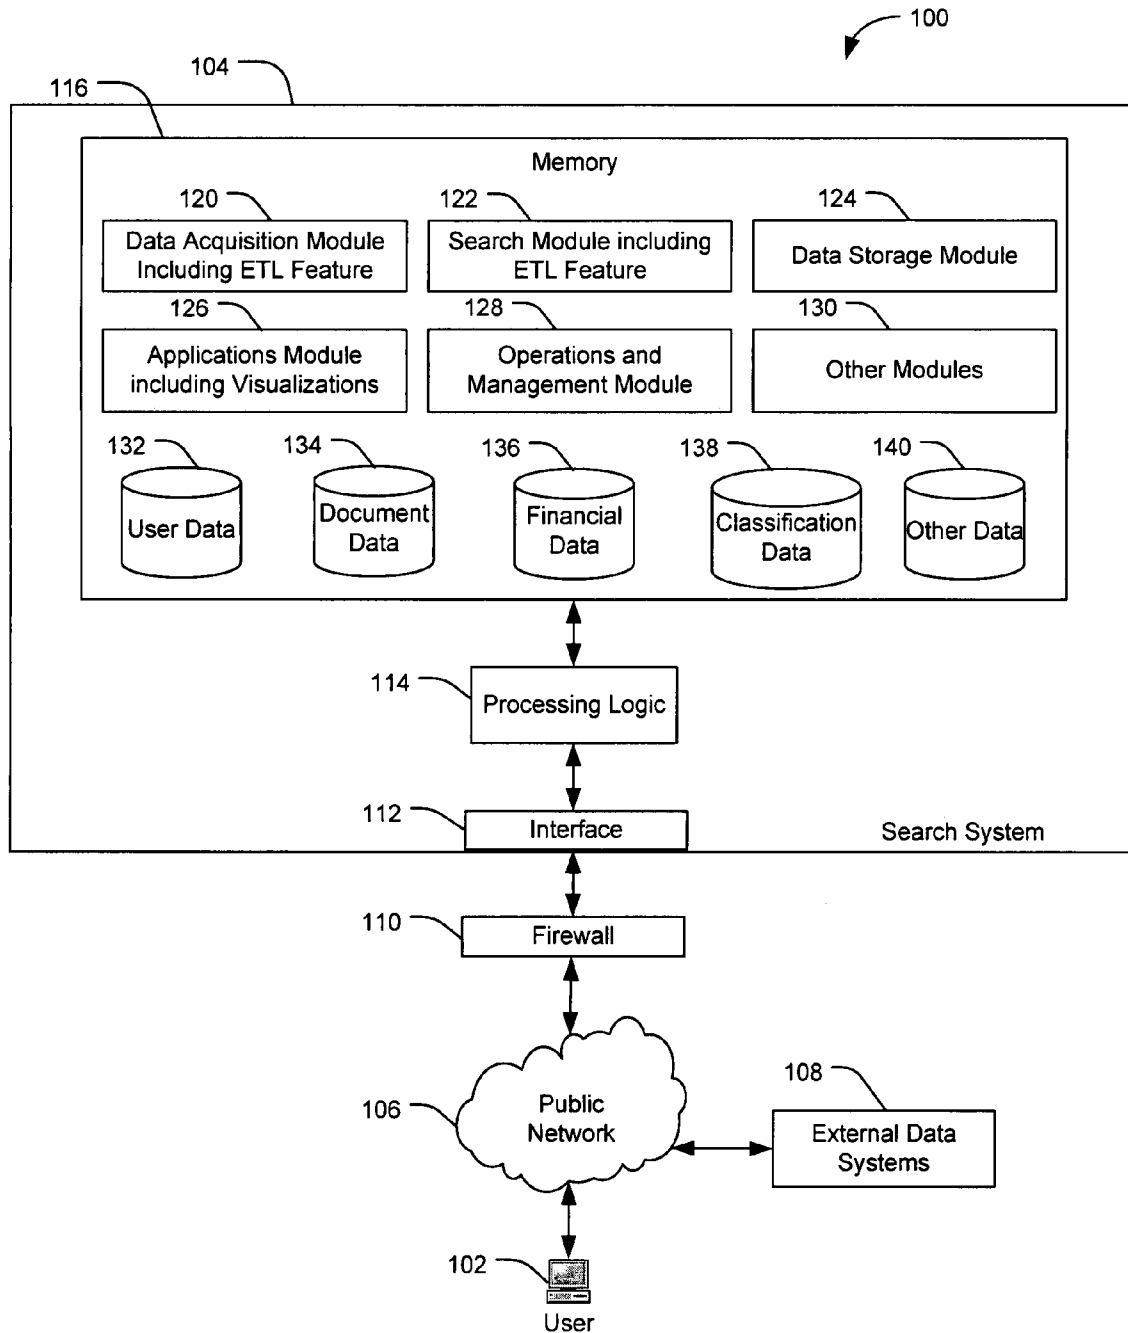 100
104
116
Memory
120
122
124
Data Acquisition Module
Including ETL Feature
Search Module including
ETL Feature
Data Storage Module
126
128
130
Applications Module
including Visualizations
Operations and
Management Module
Other Modules
132
134
136
138
140
User Data
Document
Data
Financial
Data
Classification
Data
Other Data
114
Processing Logic
112
Interface
Search System
110
Firewall
106
Public
Network
108
External Data
Systems
102
User